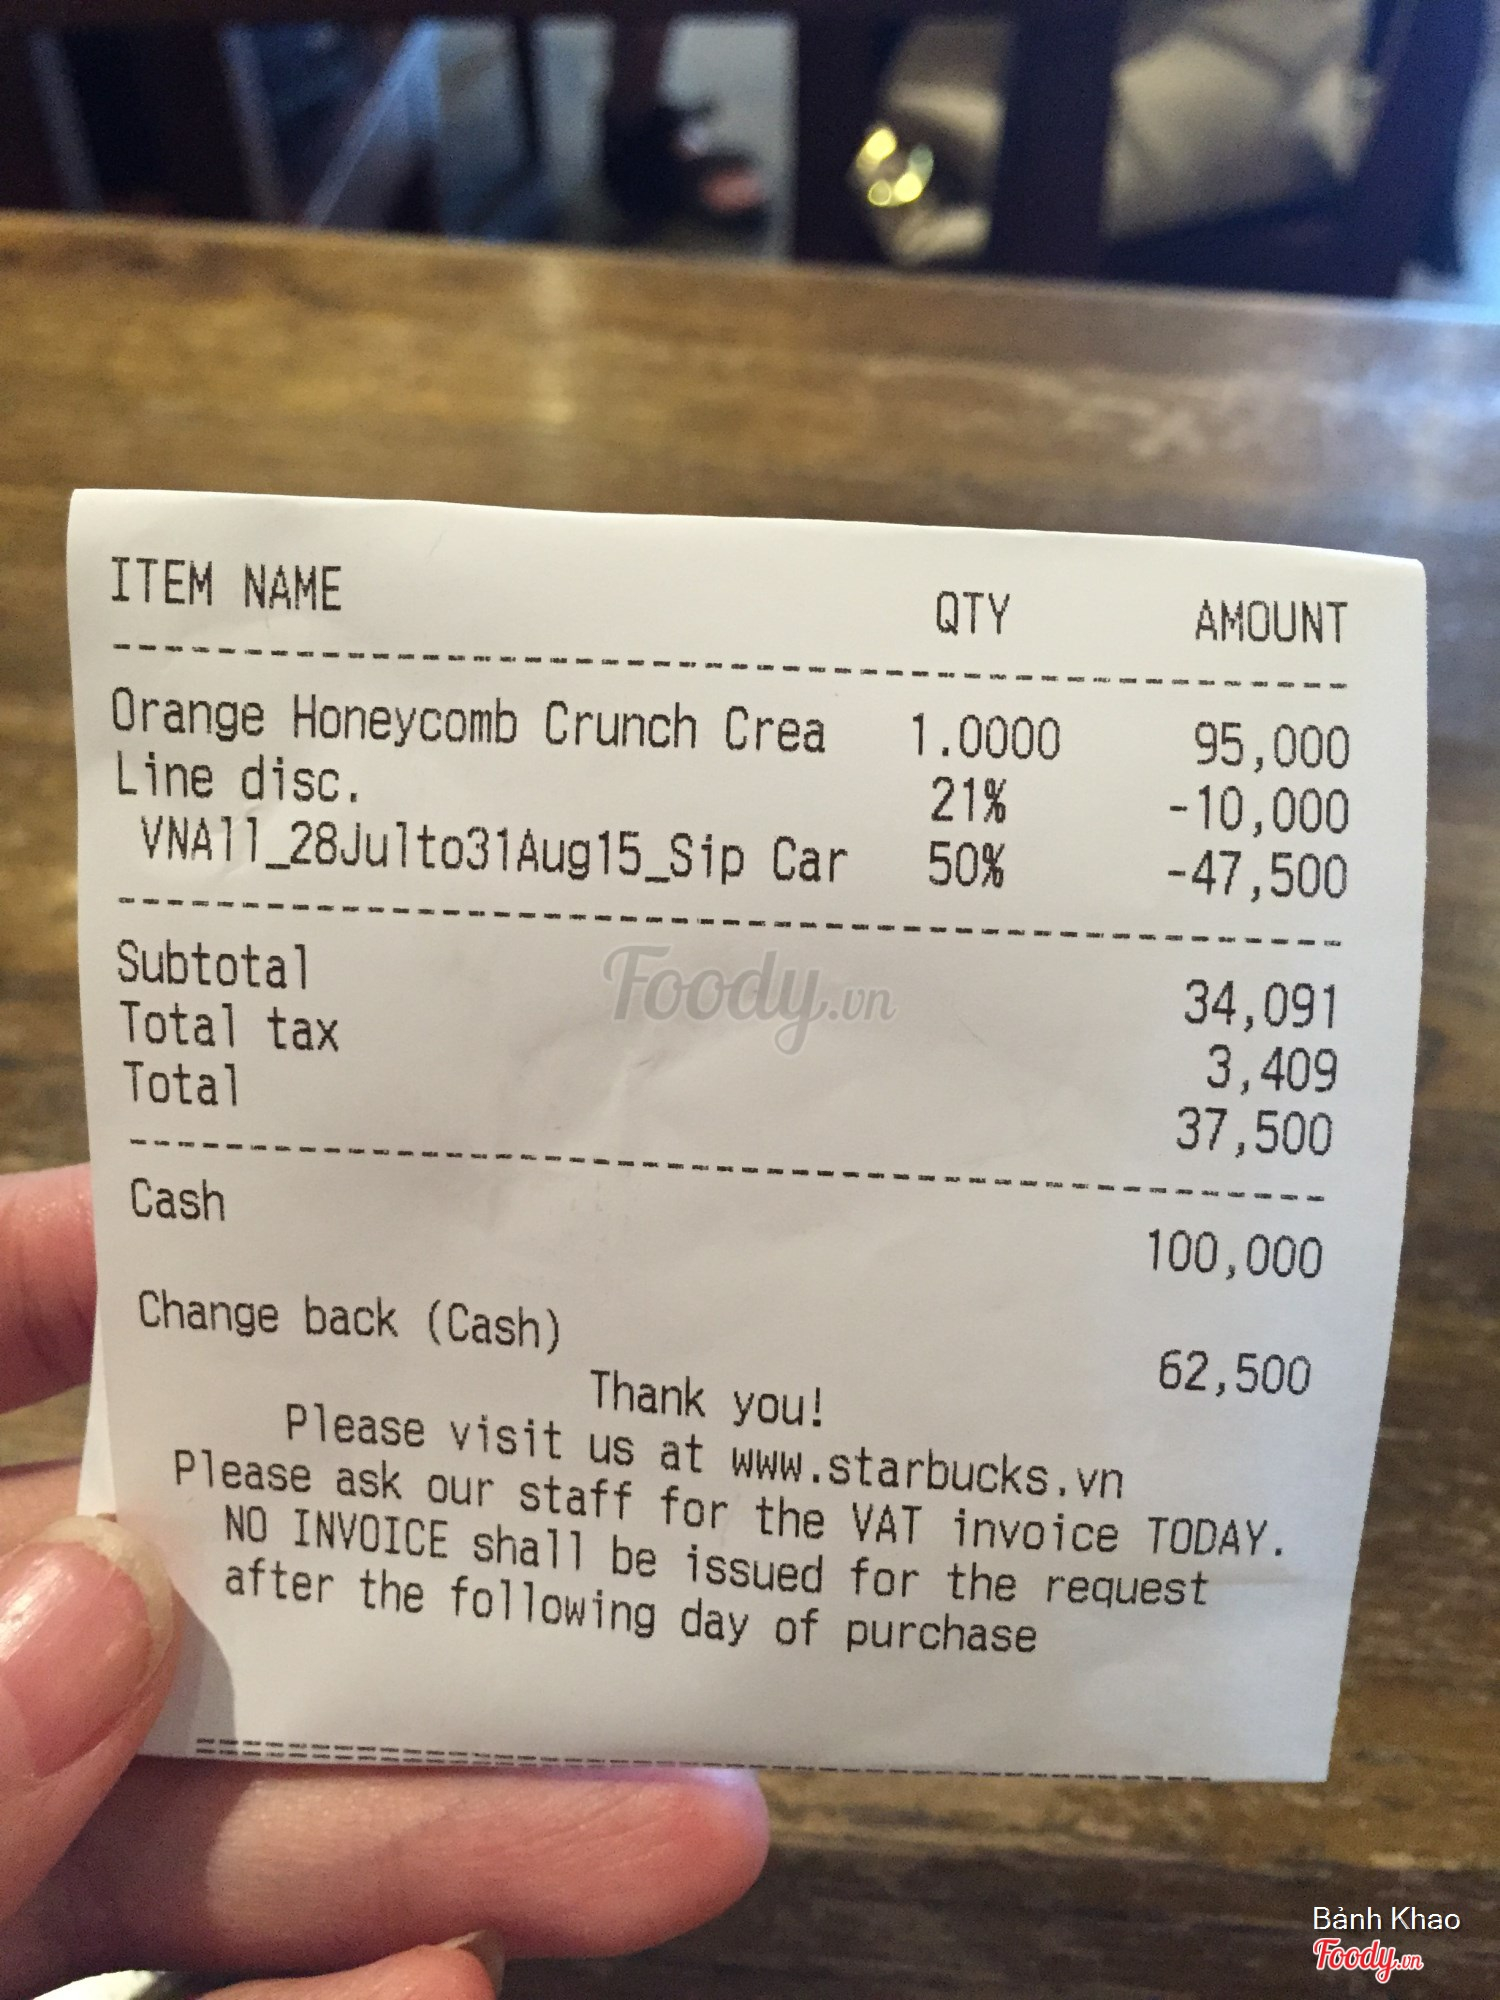 ITEM NAME QTY AMOUNT
Orange Honeycomb Crunch Crea 1.0000 95,000
Line disc. 21% -10,000
VNAll_28Julto31Aug15_Sip Car 50% -47,500
Subtotal 34,091
Total tax 3,409
Total 37,500
Cash 100,000
Change back (Cash) 62,500
Thank you!
Please visit us at www.starbucks.vn
Please ask our staff for the VAT invoice TODAY.
NO INVOICE shall be issued for the request
after the following day of purchase
Foody.vn
Bảnh Khao
Foody.vn